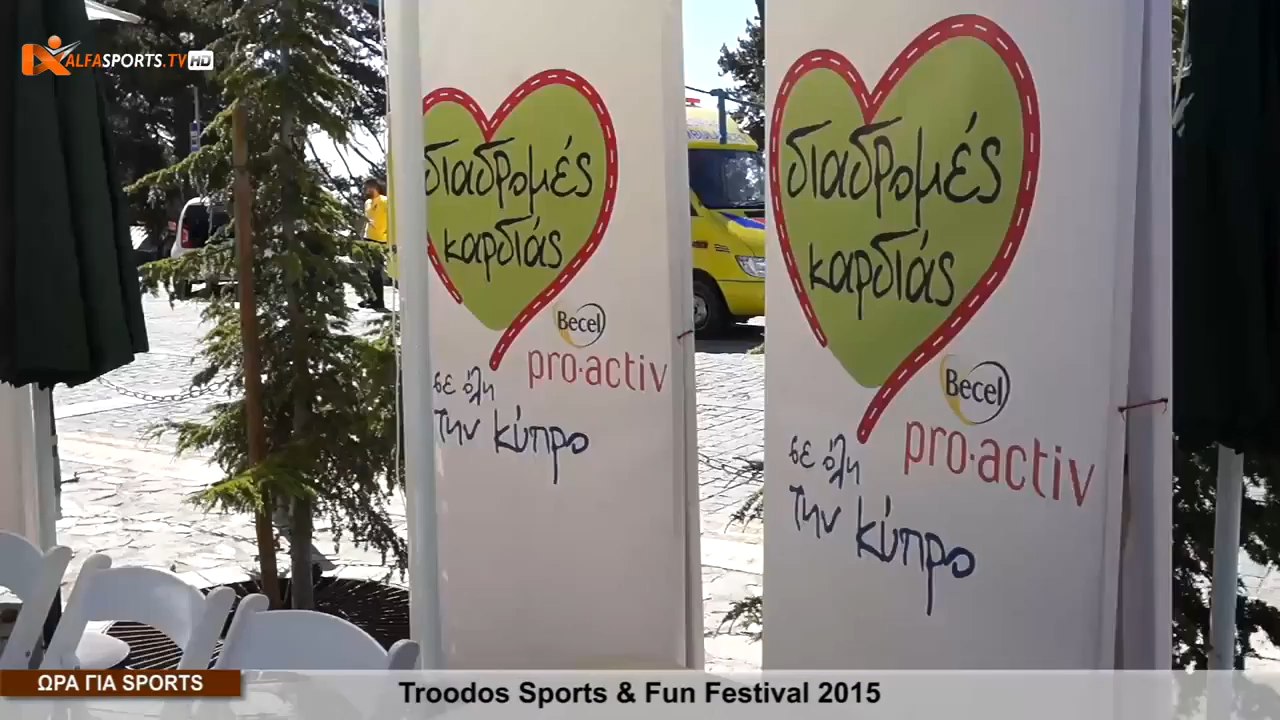 ALFASPORTS.TV HD
διαδρομές
καρδιάς
Becel
pro·activ
σε όλη
την κύπρο
διαδρομές
καρδιάς
Becel
pro·activ
σε όλη
την κύπρο
ΩΡΑ ΓΙΑ SPORTS
Troodos Sports & Fun Festival 2015